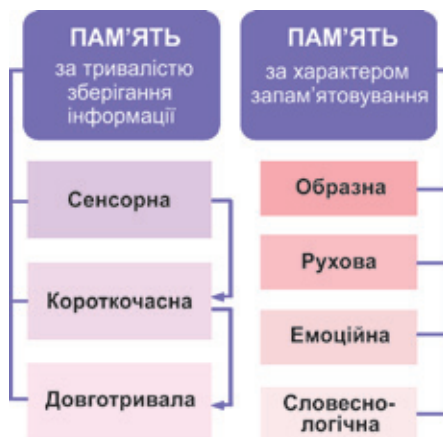 ПАМ’ЯТЬ
за тривалістю
зберігання
інформації
Сенсорна
Короткочасна
Довготривала
ПАМ’ЯТЬ
за характером
запам’ятовування
Образна
Рухова
Емоційна
Словесно-
логічна